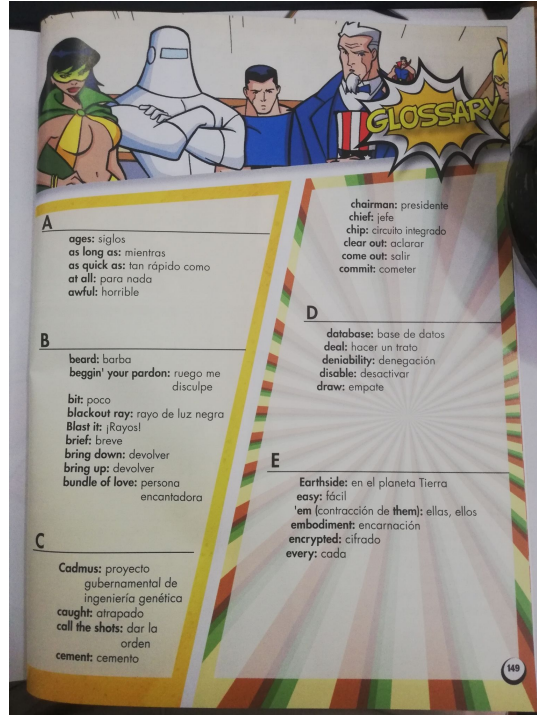 GLOSSARY
A
ages: siglos
as long as: mientras
as quick as: tan rápido como
at all: para nada
awful: horrible
B
beard: barba
beggin' your pardon: ruego me
disculpe
bit: poco
blackout ray: rayo de luz negra
Blast it: ¡Rayos!
brief: breve
bring down: devolver
bring up: devolver
bundle of love: persona
encantadora
C
Cadmus: proyecto
gubernamental de
ingeniería genética
caught: atrapado
call the shots: dar la
orden
cement: cemento
chairman: presidente
chief: jefe
chip: circuito integrado
clear out: aclarar
come out: salir
commit: cometer
D
database: base de datos
deal: hacer un trato
deniability: denegación
disable: desactivar
draw: empate
E
Earthside: en el planeta Tierra
easy: fácil
'em (contracción de them): ellas, ellos
embodiment: encarnación
encrypted: cifrado
every: cada
149